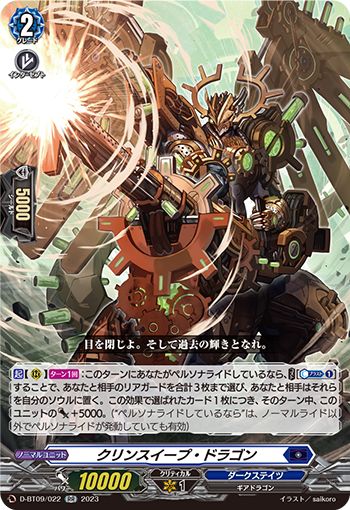 2
グレード
インターセプト
5000
シールド
目を閉じよ。そして過去の輝きとなれ。
起 ターン1回:このターンにあなたがペルソナライドしているなら、
することで、あなたと相手のリアガードを合計3枚まで選び、あなたと相手はそれら
を自分のソウルに置く。この効果で選ばれたカード1枚につき、そのターン中、この
ユニットの+5000。(“ペルソナライドしているなら”は、ノーマルライド以
外でペルソナライドが発動していても有効)
ノーマルユニット
クリンスイープ・ドラゴン
パワー 10000 クリティカル 1 ダークステイツ
ギアドラゴン
D-BT09/022 RR 2023 イラスト/saikoro